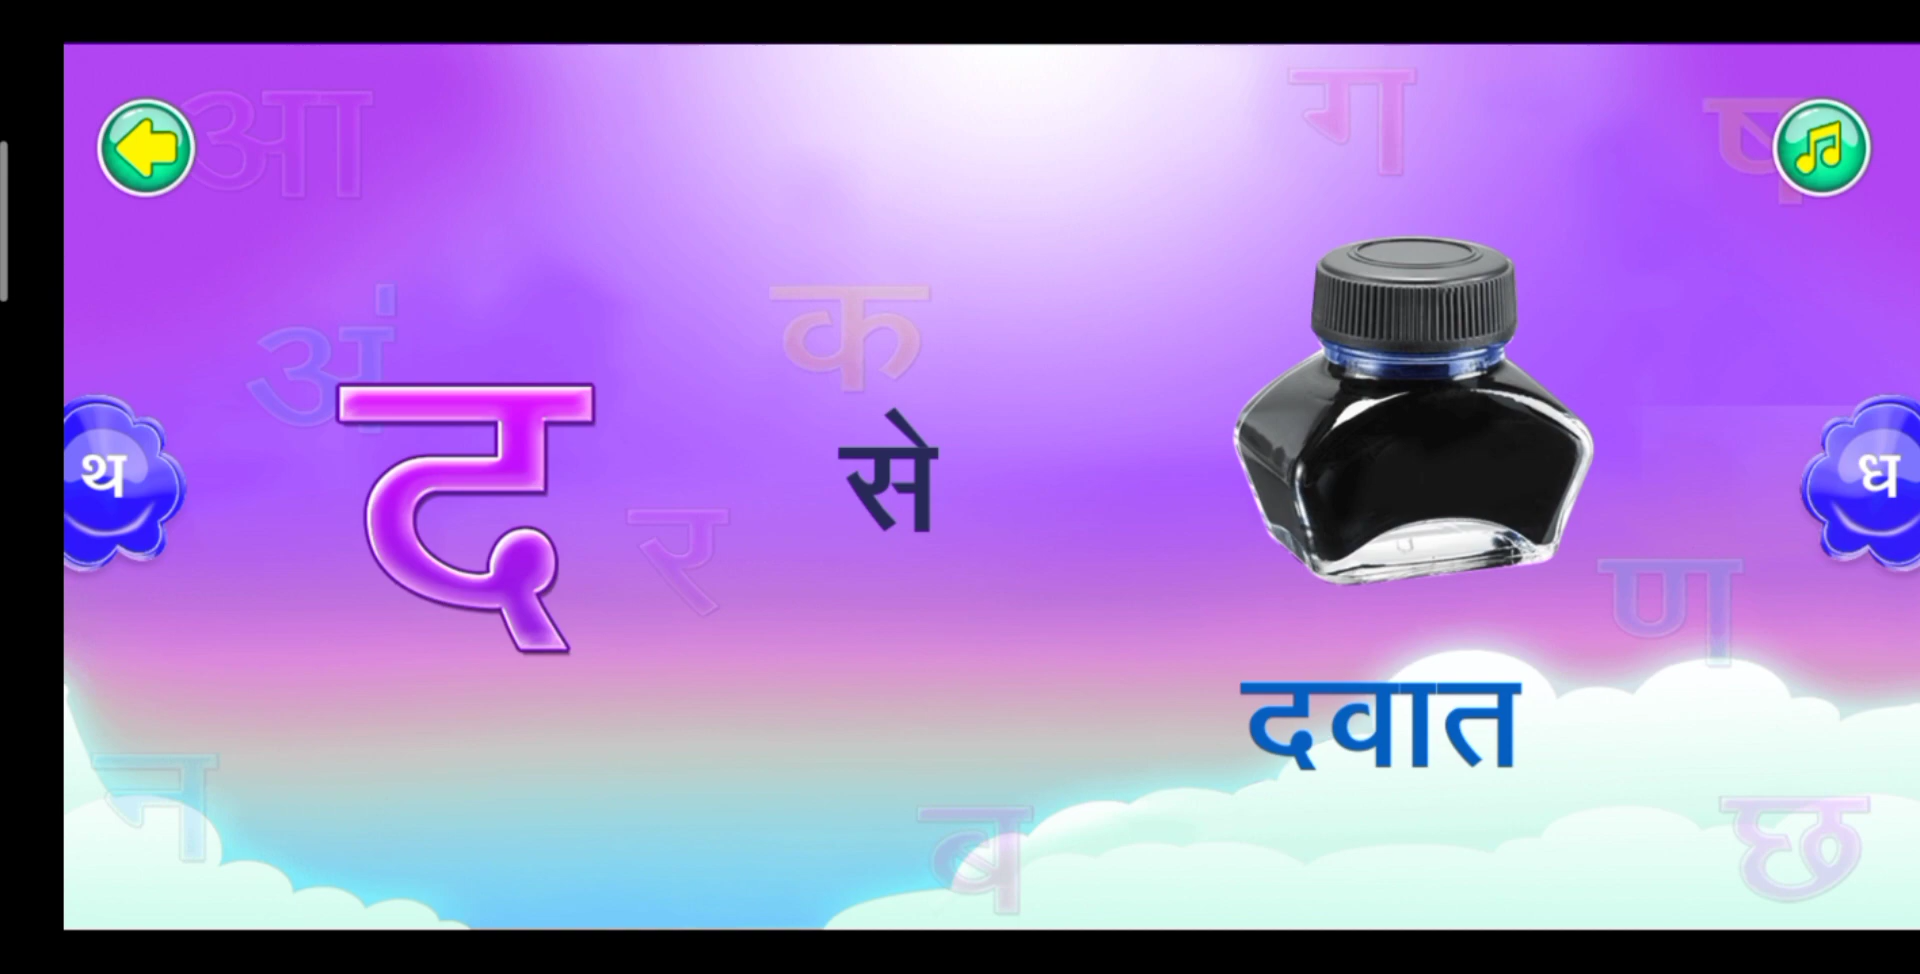 आ
ग
ष
अं
क
थ
द
से
र
ध
ण
दवात
न
ब
छ